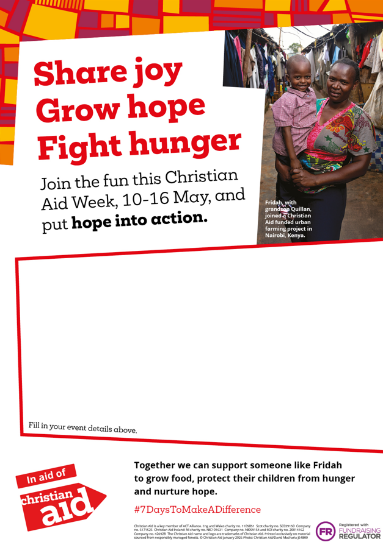 Share joy
Grow hope
Fight hunger
Join the fun this Christian
Aid Week, 10-16 May, and
put hope into action.
Fridah, with
grandson Quillan,
joined a Christian
Aid funded urban
farming project in
Nairobi, Kenya.
Fill in your event details above.
In aid of
christian
aid
Together we can support someone like Fridah
to grow food, protect their children from hunger
and nurture hope.
#7DaysToMakeADifference
FR
Registered with
FUNDRAISING
REGULATOR